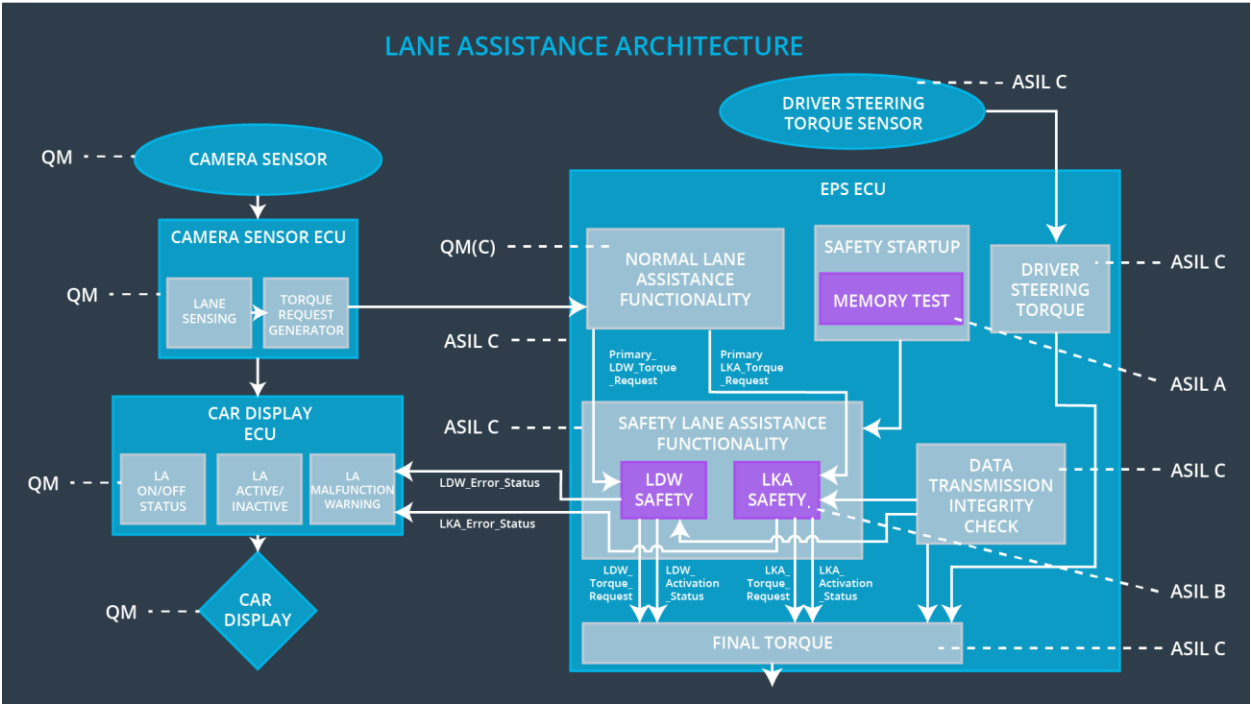 LANE ASSISTANCE ARCHITECTURE
ASIL C
DRIVER STEERING
TORQUE SENSOR
QM
CAMERA SENSOR
EPS ECU
CAMERA SENSOR ECU
QM(C)
NORMAL LANE
ASSISTANCE
FUNCTIONALITY
SAFETY STARTUP
MEMORY TEST
DRIVER
STEERING
TORQUE
ASIL C
QM
LANE
SENSING
TORQUE
REQUEST
GENERATOR
ASIL C
Primary_
LDW_Torque
_Request
Primary
LKA_Torque
_Request
ASIL A
CAR DISPLAY
ECU
ASIL C
SAFETY LANE ASSISTANCE
FUNCTIONALITY
QM
LA
ON/OFF
STATUS
LA
ACTIVE/
INACTIVE
LA
MALFUNCTION
WARNING
LDW_Error_Status
LKA_Error_Status
LDW
SAFETY
LKA
SAFETY
DATA
TRANSMISSION
INTEGRITY
CHECK
ASIL C
LDW_
Torque_
Request
LDW_
Activation
_Status
LKA_
Torque_
Request
LKA_
Activation
_Status
ASIL B
QM
CAR
DISPLAY
FINAL TORQUE
ASIL C